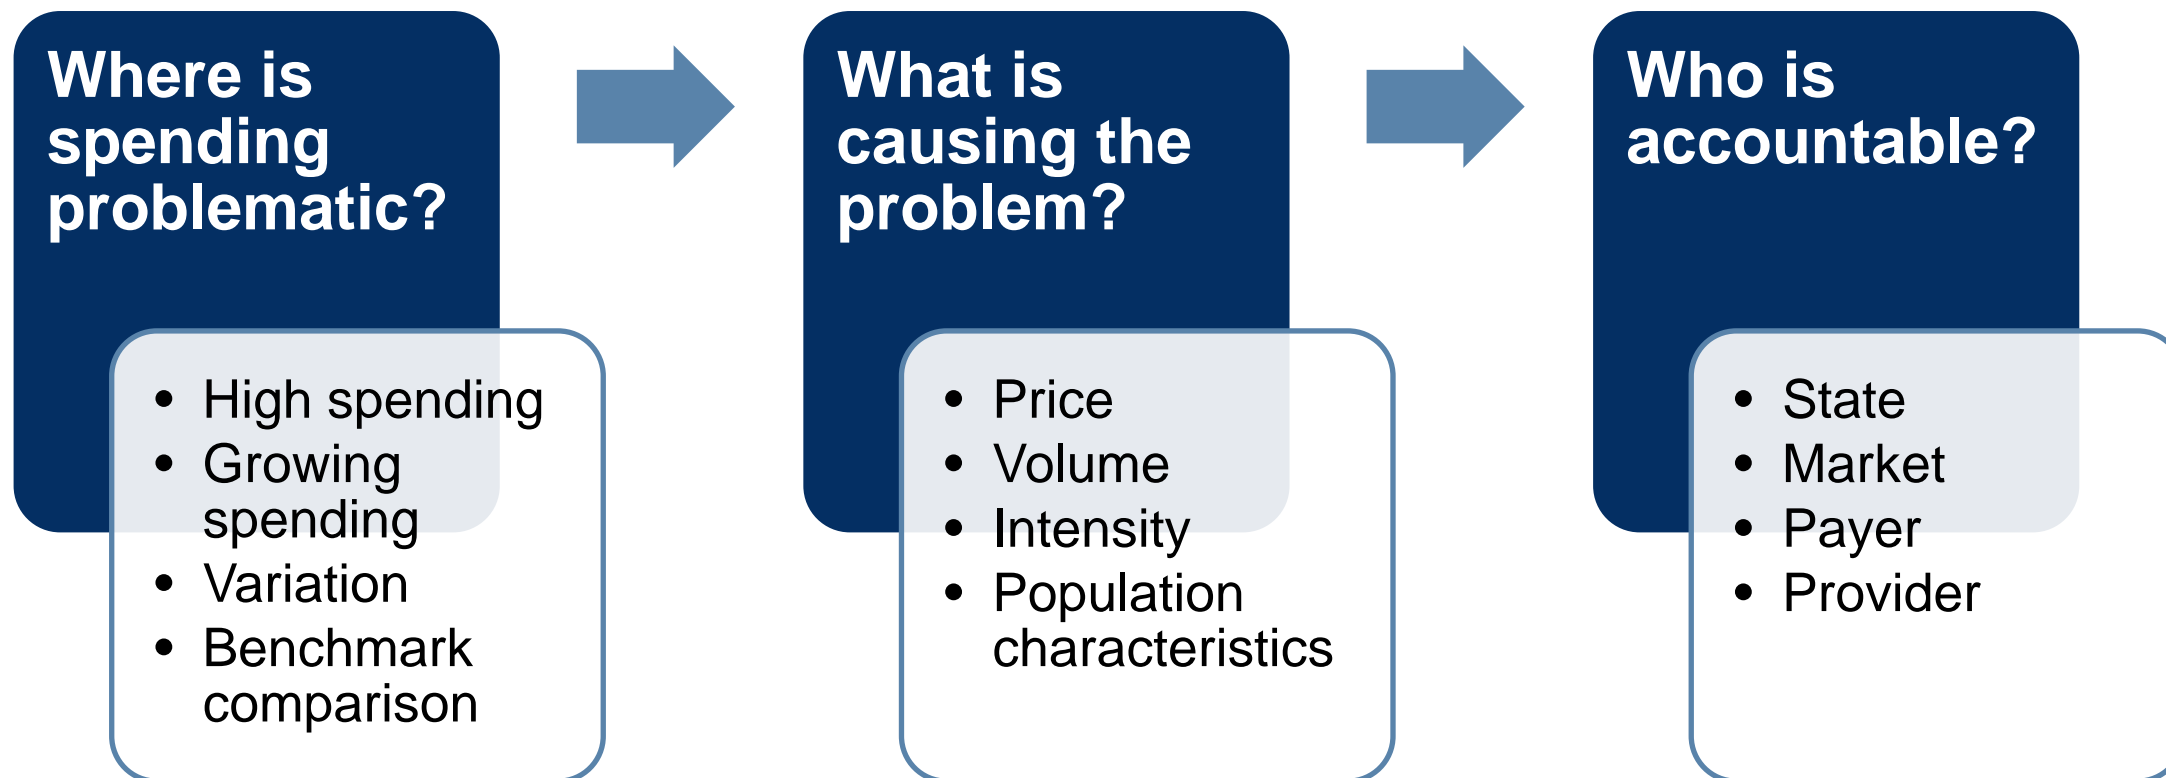 Where is
spending
problematic?
• High spending
• Growing
spending
• Variation
• Benchmark
comparison
What is
causing the
problem?
• Price
• Volume
• Intensity
• Population
characteristics
Who is
accountable?
• State
• Market
• Payer
• Provider